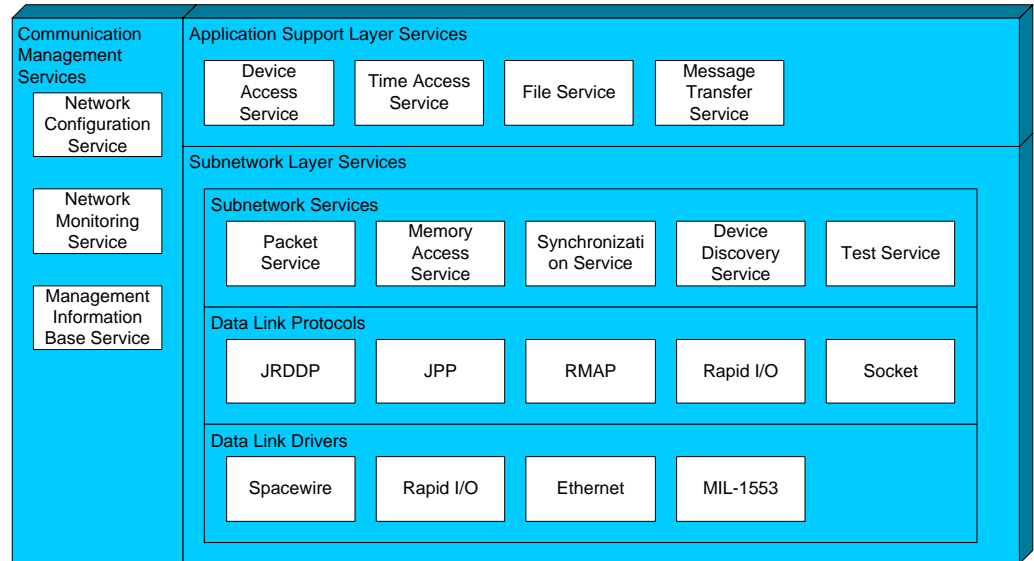 Communication
Management
Services
Network
Configuration
Service
Network
Monitoring
Service
Management
Information
Base Service
Application Support Layer Services
Device
Access
Service
Time Access
Service
File Service
Message
Transfer
Service
Subnetwork Layer Services
Subnetwork Services
Packet
Service
Memory
Access
Service
Synchronizati
on Service
Device
Discovery
Service
Test Service
Data Link Protocols
JRDDP
JPP
RMAP
Rapid I/O
Socket
Data Link Drivers
Spacewire
Rapid I/O
Ethernet
MIL-1553